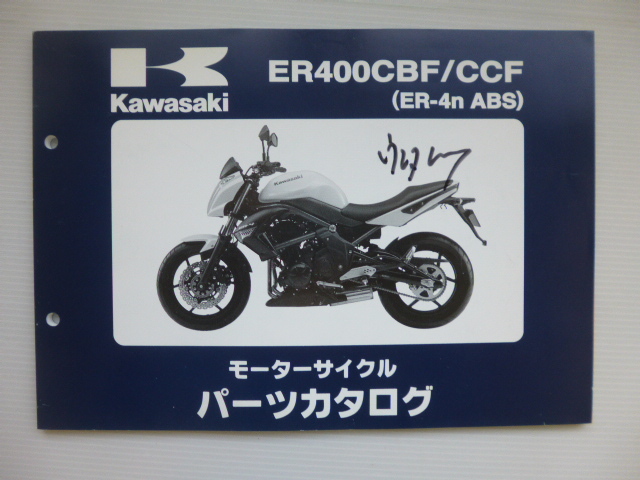 Kawasaki
ER400CBF/CCF
(ER-4n ABS)
Kawasaki
モーターサイクル
パーツカタログ